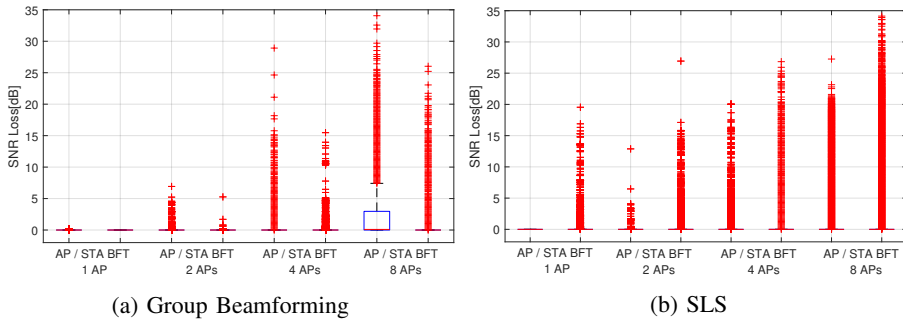 35
30
25
20
15
10
5
0
SNR Loss[dB]
AP / STA BFT AP / STA BFT AP / STA BFT AP / STA BFT
1 AP 2 APs 4 APs 8 APs
(a) Group Beamforming
35
30
25
20
15
10
5
0
SNR Loss[dB]
AP / STA BFT AP / STA BFT AP / STA BFT AP / STA BFT
1 AP 2 APs 4 APs 8 APs
(b) SLS